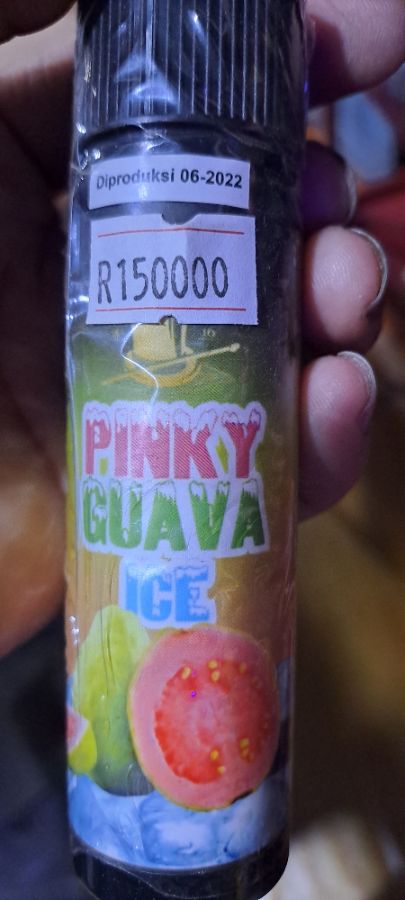 Diproduksi 06-2022
R150000
PINKY
GUAVA
ICE